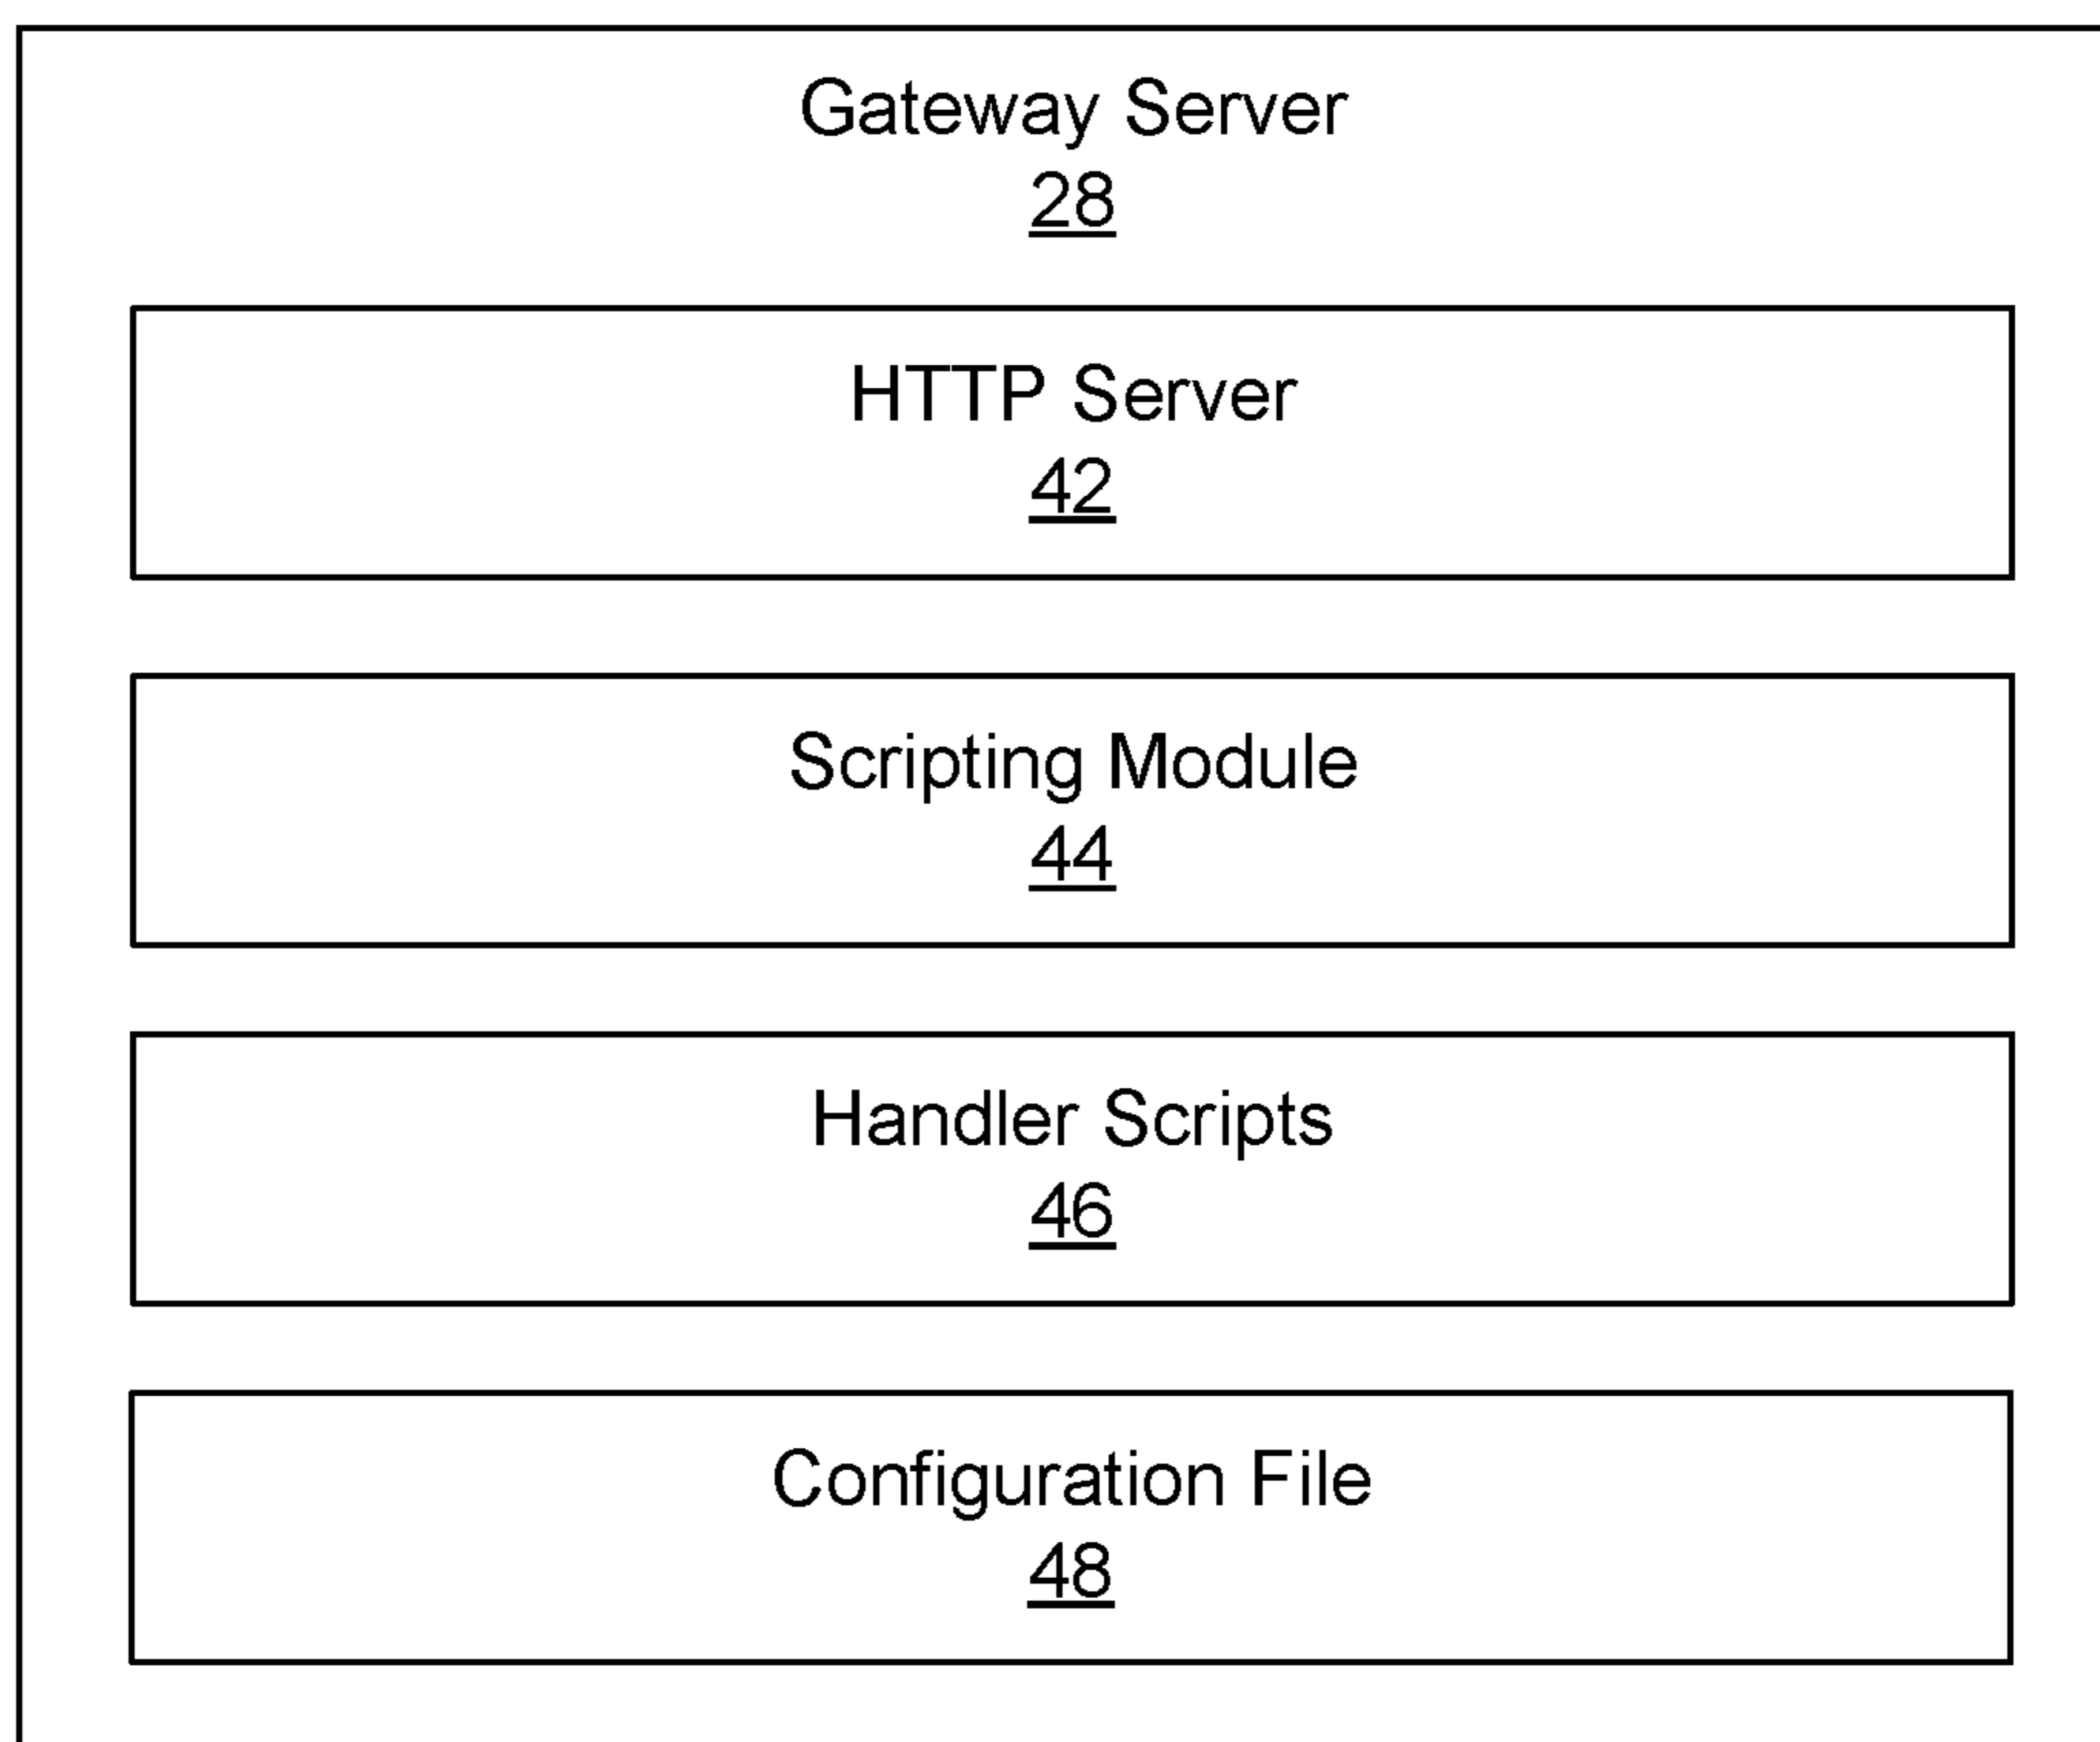 Gateway Server
28
HTTP Server
42
Scripting Module
44
Handler Scripts
46
Configuration File
48